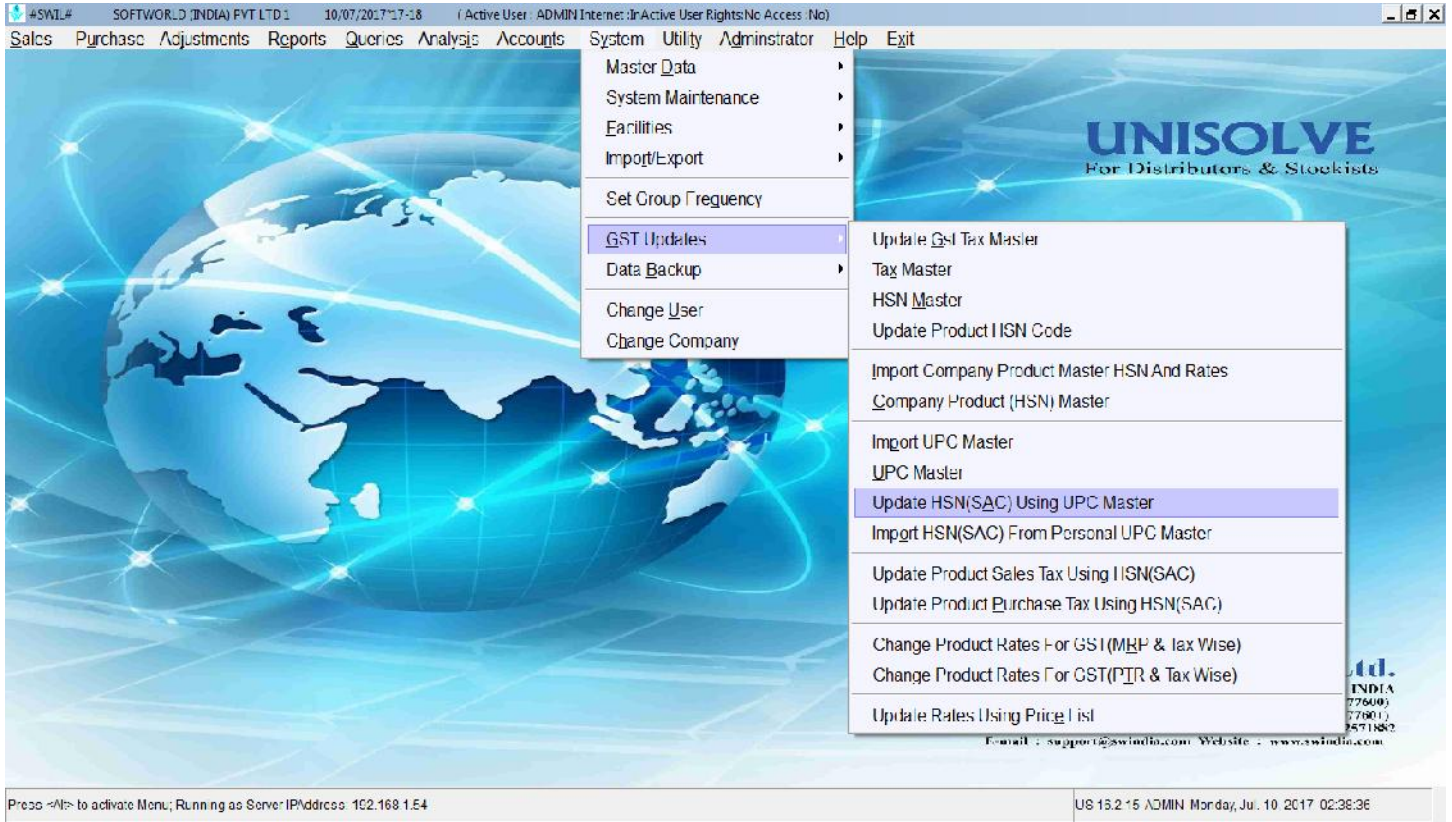 #SWIL# SOFTWORLD (INDIA) PVT LTD 1 10/07/2017*17-18 ( Active User : ADMIN Internet :InActive User Rights:No Access :No)
Sales Purchase Adjustments Reports Queries Analysis Accounts System Utility Adminstrator Help Exit
Master Data
System Maintenance
Facilities
Import/Export
Set Group Frequency
GST Updates
Data Backup
Change User
Change Company
UNISOLVE
For Distributors & Stockists
Update Gst Tax Master
Tax Master
HSN Master
Update Product HSN Code
Import Company Product Master HSN And Rates
Company Product (HSN) Master
Import UPC Master
UPC Master
Update HSN(SAC) Using UPC Master
Import HSN(SAC) From Personal UPC Master
Update Product Sales Tax Using HSN(SAC)
Update Product Purchase Tax Using HSN(SAC)
Change Product Rates For GST(MRP & Tax Wise)
Change Product Rates For GST(PTR & Tax Wise)
Update Rates Using Price List
Ltd.
INDIA
77600)
77601)
2571882
E-mail : support@swindia.com Website : www.swindia.com
Press <Alt> to activate Menu; Running as Server IPAddress: 192.168.1.54
US 16.2.15 ADMIN Monday, Jul. 10, 2017 02:38:36